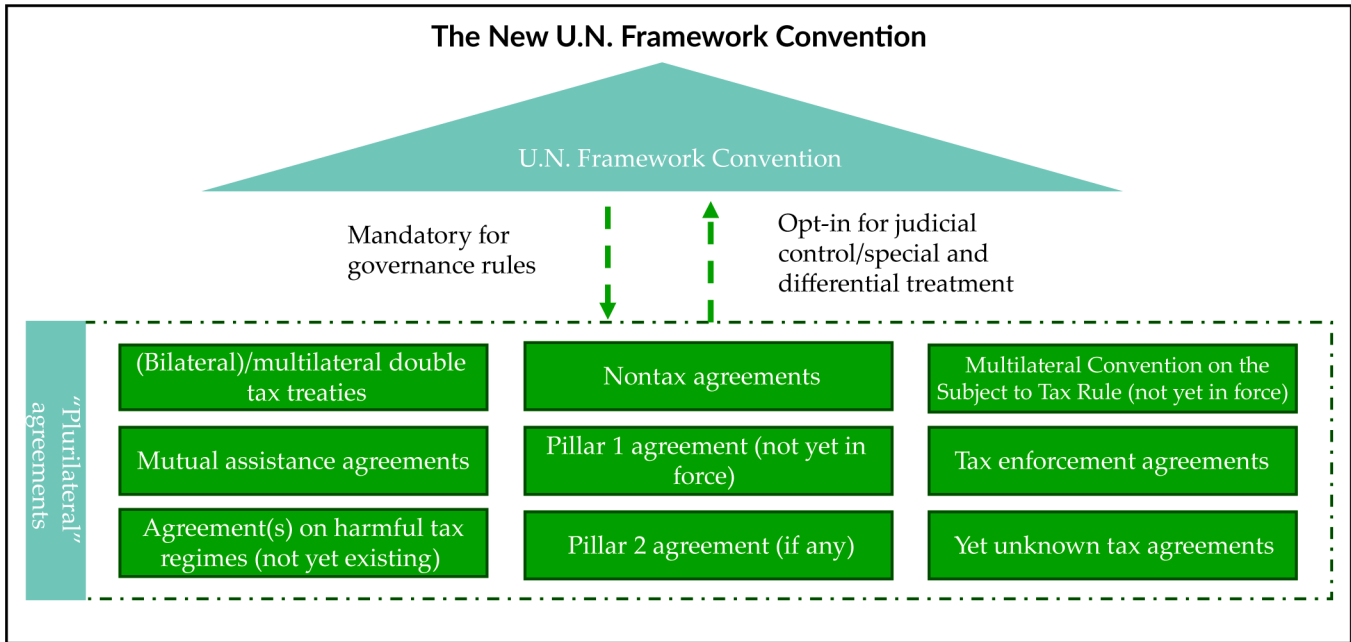 The New U.N. Framework Convention
U.N. Framework Convention
Mandatory for
governance rules
Opt-in for judicial
control/special and
differential treatment
“Plurilateral”
agreements
(Bilateral)/multilateral double
tax treaties
Nontax agreements
Multilateral Convention on the
Subject to Tax Rule (not yet in force)
Mutual assistance agreements
Pillar 1 agreement (not yet in
force)
Tax enforcement agreements
Agreement(s) on harmful tax
regimes (not yet existing)
Pillar 2 agreement (if any)
Yet unknown tax agreements